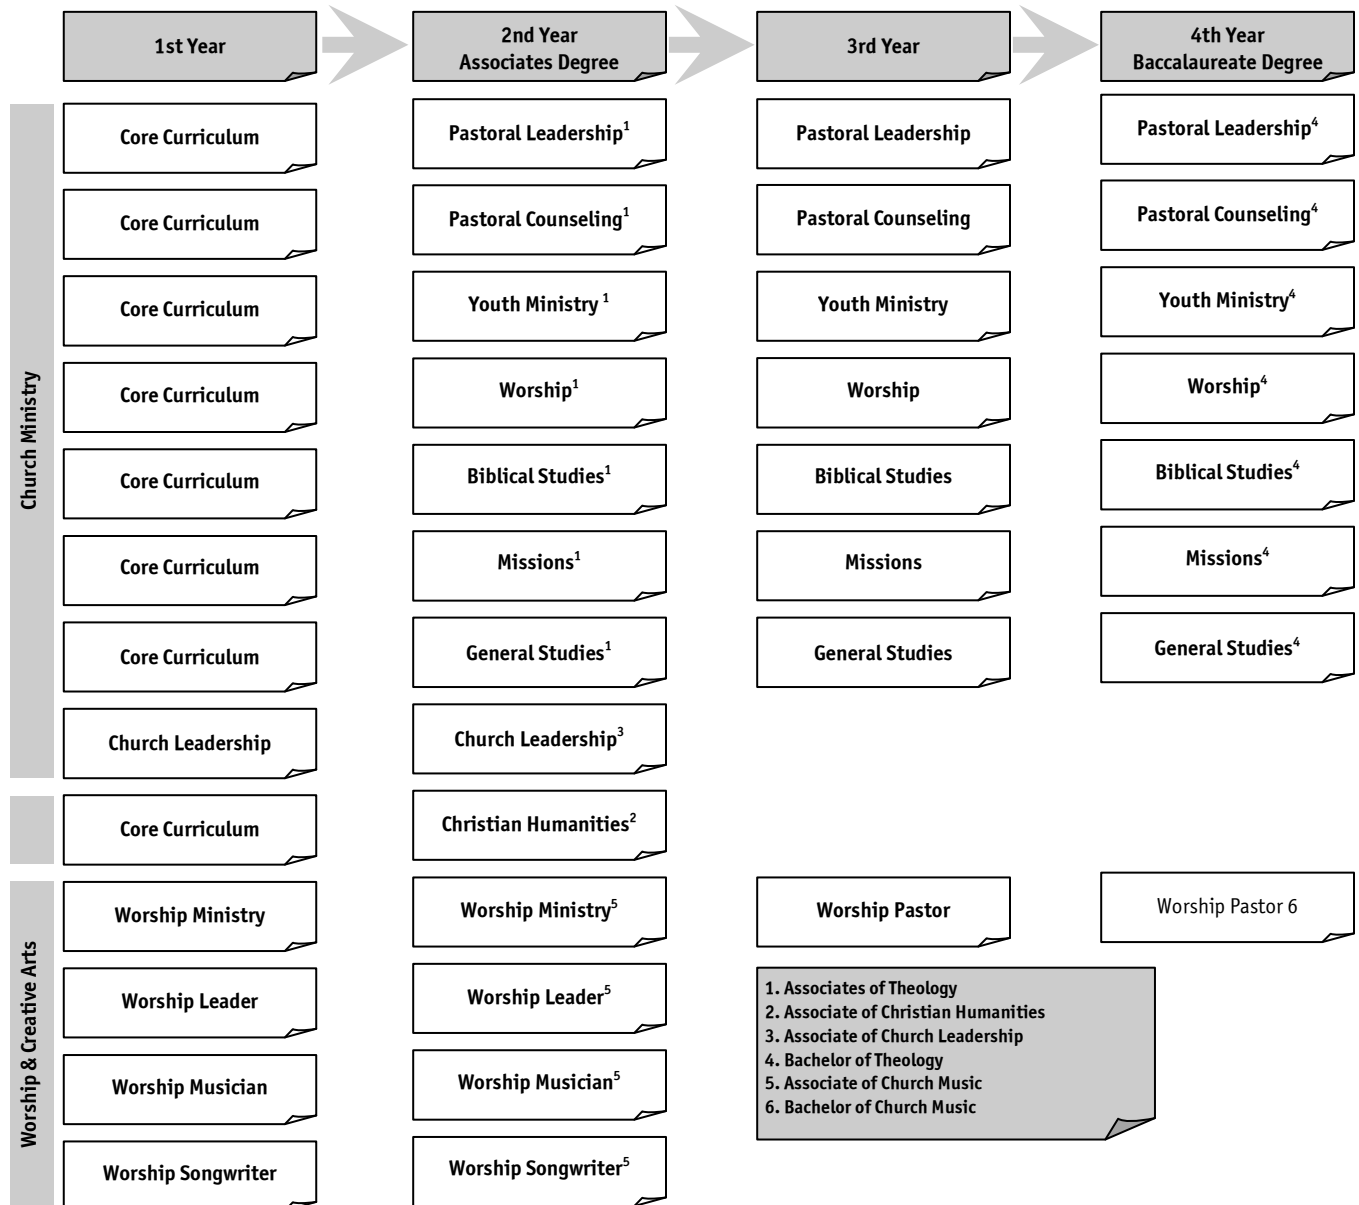 1st Year
2nd Year
Associates Degree
3rd Year
4th Year
Baccalaureate Degree
Church Ministry
Core Curriculum
Pastoral Leadership1
Pastoral Leadership
Pastoral Leadership4
Core Curriculum
Pastoral Counseling1
Pastoral Counseling
Pastoral Counseling4
Core Curriculum
Youth Ministry 1
Youth Ministry
Youth Ministry4
Core Curriculum
Worship1
Worship
Worship4
Core Curriculum
Biblical Studies1
Biblical Studies
Biblical Studies4
Core Curriculum
Missions1
Missions
Missions4
Core Curriculum
General Studies1
General Studies
General Studies4
Church Leadership
Church Leadership3
Core Curriculum
Christian Humanities2
Worship & Creative Arts
Worship Ministry
Worship Ministry5
Worship Pastor
Worship Pastor 6
Worship Leader
Worship Leader5
Worship Musician
Worship Musician5
Worship Songwriter
Worship Songwriter5
1. Associates of Theology
2. Associate of Christian Humanities
3. Associate of Church Leadership
4. Bachelor of Theology
5. Associate of Church Music
6. Bachelor of Church Music